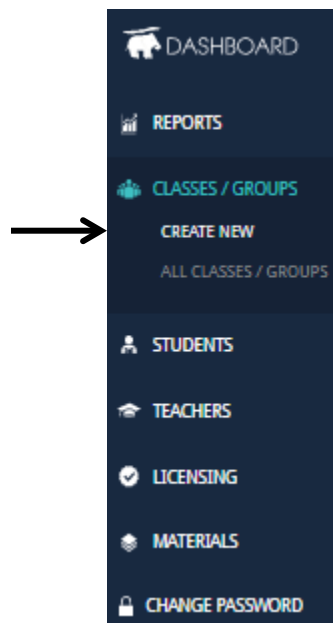 DASHBOARD
REPORTS
CLASSES / GROUPS
CREATE NEW
ALL CLASSES / GROUPS
STUDENTS
TEACHERS
LICENSING
MATERIALS
CHANGE PASSWORD